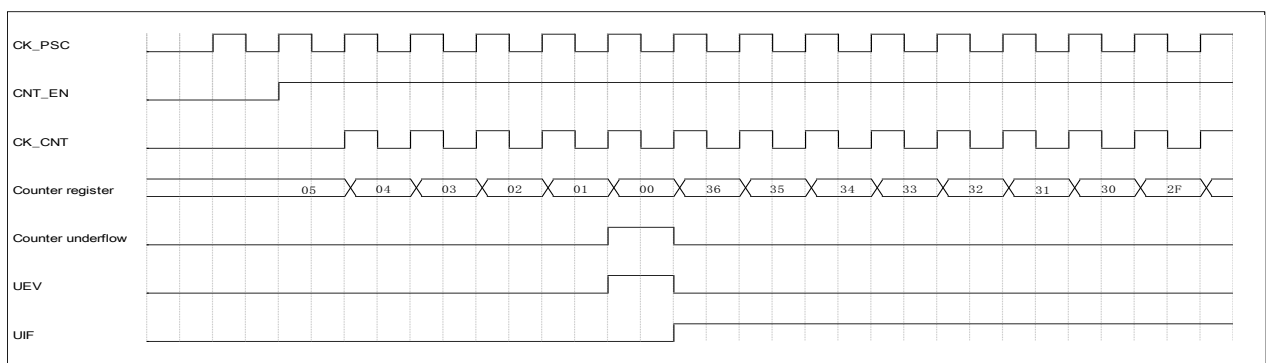 CK_PSC
CNT_EN
CK_CNT
Counter register 05 04 03 02 01 00 36 35 34 33 32 31 30 2F
Counter underflow
UEV
UIF